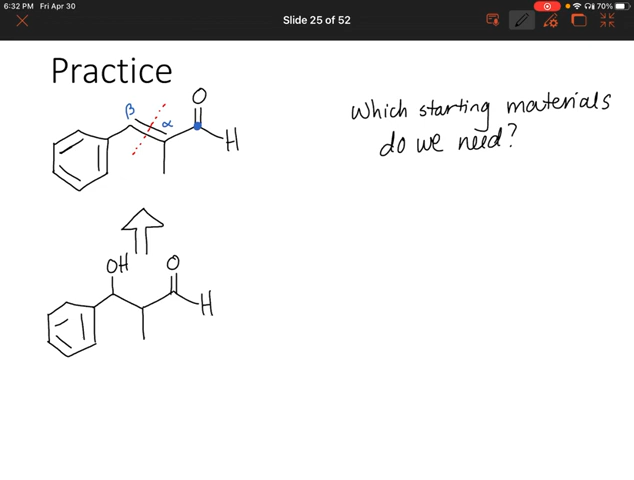 6:32 PM Fri Apr 30
70%
Slide 25 of 52
Practice
Which starting materials
do we need?
β
α
O
H
OH
O
H